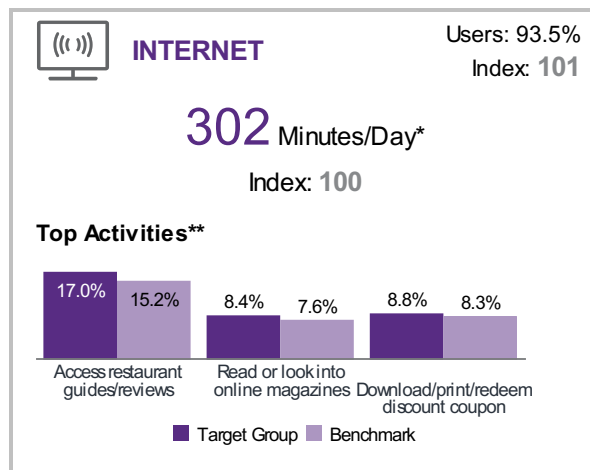 INTERNET
Users: 93.5%
Index: 101
302 Minutes/Day*
Index: 100
Top Activities**
17.0%
15.2%
8.4%
7.6%
8.8%
8.3%
Access restaurant
guides/reviews
Read or look into
online magazines
Download/print/redeem
discount coupon
Target Group
Benchmark